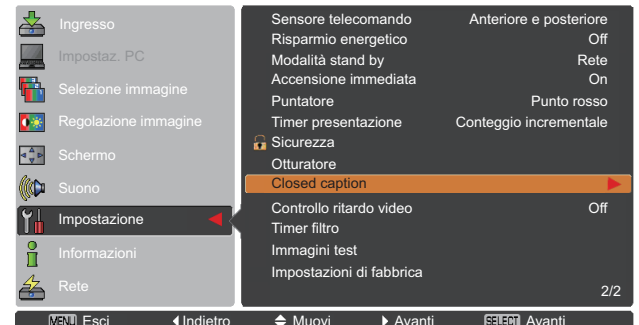 Ingresso
Impostaz. PC
Selezione immagine
Regolazione immagine
Schermo
Suono
Impostazione
Informazioni
Rete
Sensore telecomando Anteriore e posteriore
Risparmio energetico Off
Modalità stand by Rete
Accensione immediata On
Puntatore Punto rosso
Timer presentazione Conteggio incrementale
Sicurezza
Otturatore
Closed caption
Controllo ritardo video Off
Timer filtro
Immagini test
Impostazioni di fabbrica
2/2
MENU Esci Indietro Muovi Avanti SELECT Avanti